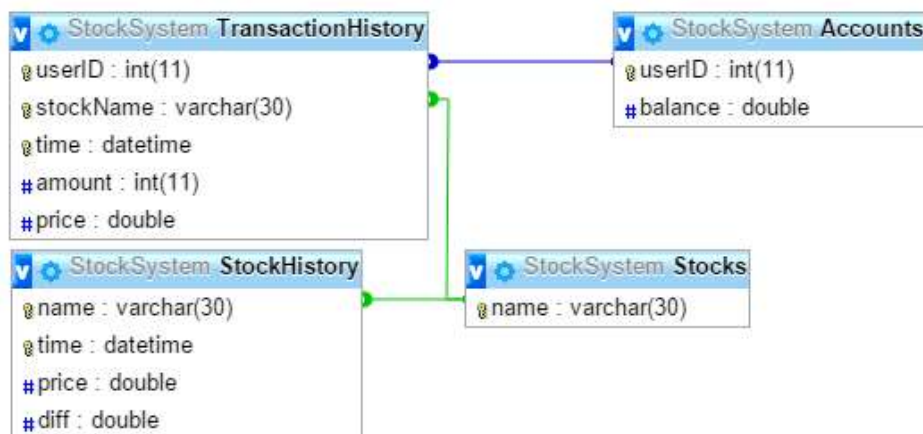 v StockSystem TransactionHistory
userID : int(11)
stockName : varchar(30)
time : datetime
# amount : int(11)
# price : double
v StockSystem Accounts
userID : int(11)
# balance : double
v StockSystem StockHistory
name : varchar(30)
time : datetime
# price : double
# diff : double
v StockSystem Stocks
name : varchar(30)